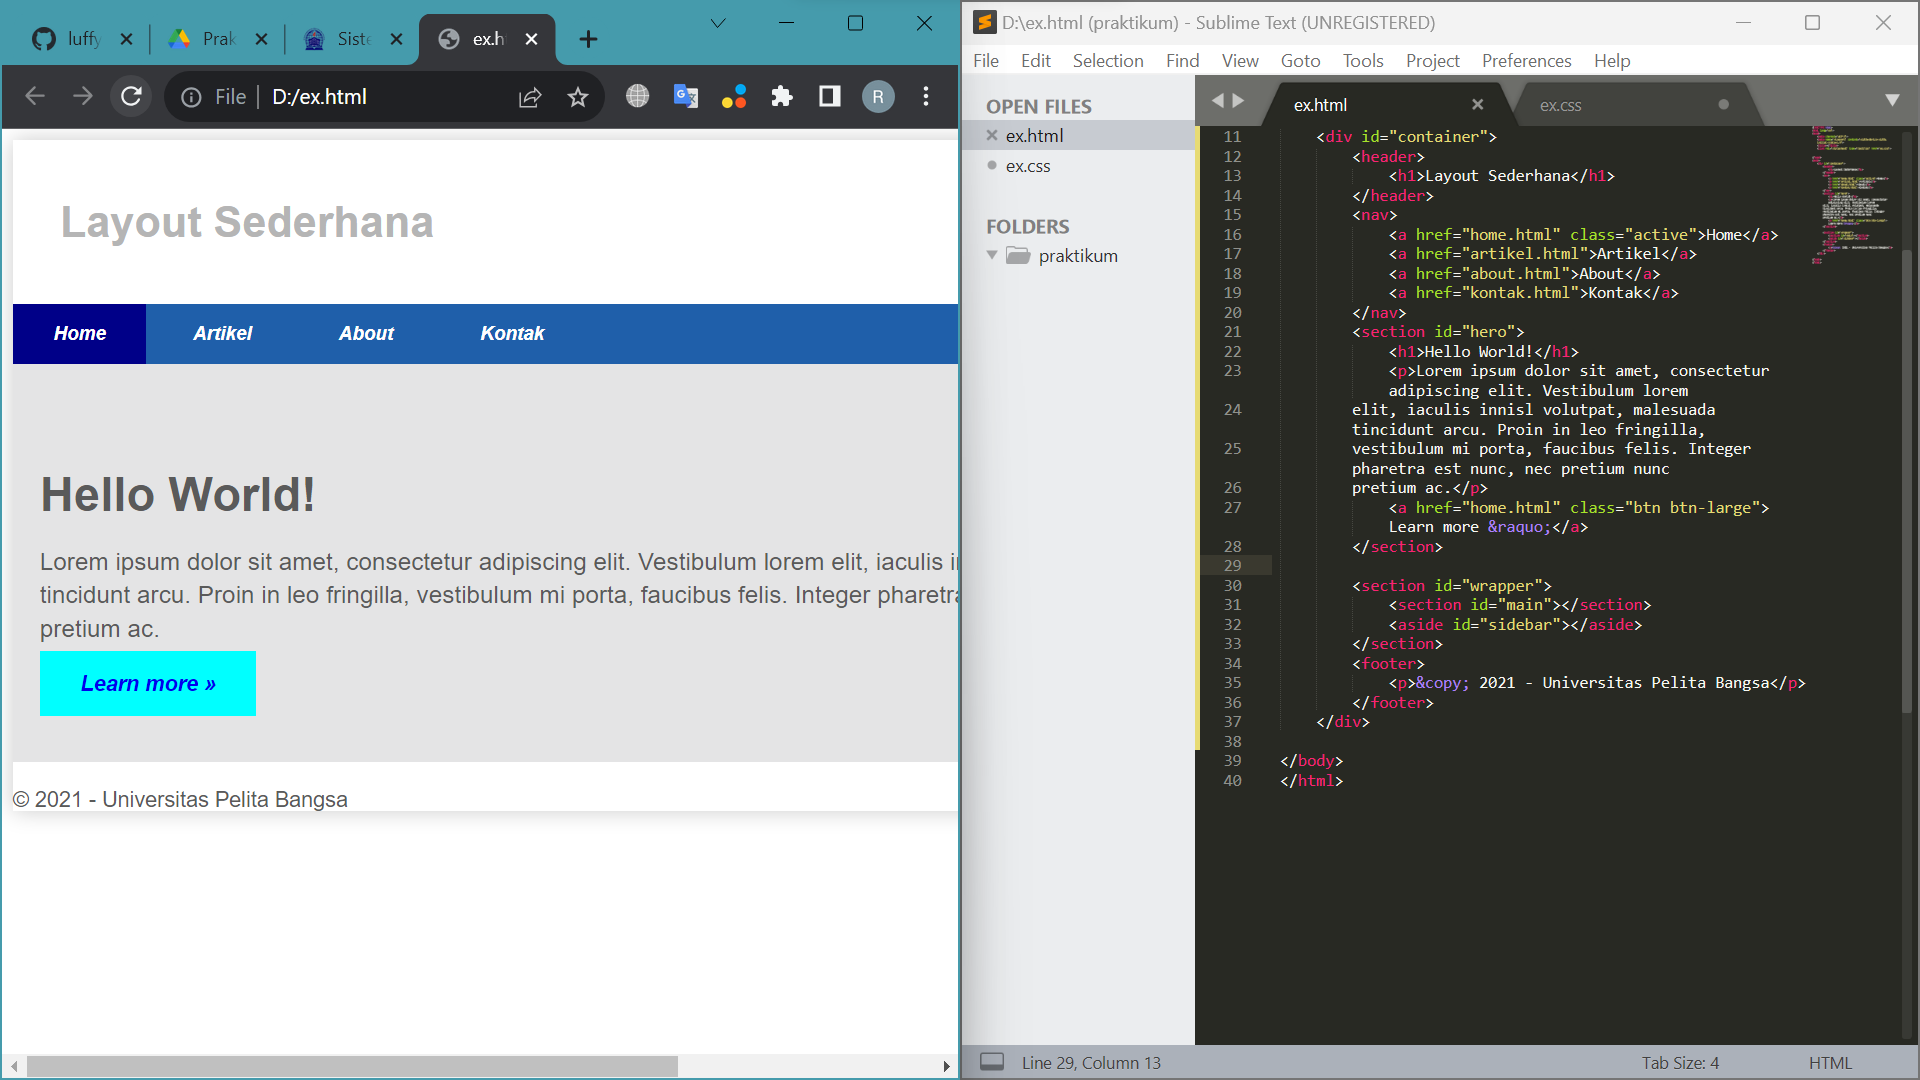 luffy
Prak
Siste
ex.h
File
D:/ex.html
R
Layout Sederhana
Home
Artikel
About
Kontak
Hello World!
Lorem ipsum dolor sit amet, consectetur adipiscing elit. Vestibulum lorem elit, iaculis i
tincidunt arcu. Proin in leo fringilla, vestibulum mi porta, faucibus felis. Integer pharetra
pretium ac.
Learn more »
© 2021 - Universitas Pelita Bangsa
D:\ex.html (praktikum) - Sublime Text (UNREGISTERED)
File Edit Selection Find View Goto Tools Project Preferences Help
OPEN FILES
ex.html
ex.css
FOLDERS
praktikum
ex.html
ex.css
11 <div id="container">
12 <header>
13 <h1>Layout Sederhana</h1>
14 </header>
15 <nav>
16 <a href="home.html" class="active">Home</a>
17 <a href="artikel.html">Artikel</a>
18 <a href="about.html">About</a>
19 <a href="kontak.html">Kontak</a>
20 </nav>
21 <section id="hero">
22 <h1>Hello World!</h1>
23 <p>Lorem ipsum dolor sit amet, consectetur
adipiscing elit. Vestibulum lorem
24 elit, iaculis innisl volutpat, malesuada
tincidunt arcu. Proin in leo fringilla,
25 vestibulum mi porta, faucibus felis. Integer
pharetra est nunc, nec pretium nunc
26 pretium ac.</p>
27 <a href="home.html" class="btn btn-large">
Learn more &raquo;</a>
28 </section>
29
30 <section id="wrapper">
31 <section id="main"></section>
32 <aside id="sidebar"></aside>
33 </section>
34 <footer>
35 <p>&copy; 2021 - Universitas Pelita Bangsa</p>
36 </footer>
37 </div>
38
39 </body>
40 </html>
Line 29, Column 13
Tab Size: 4
HTML